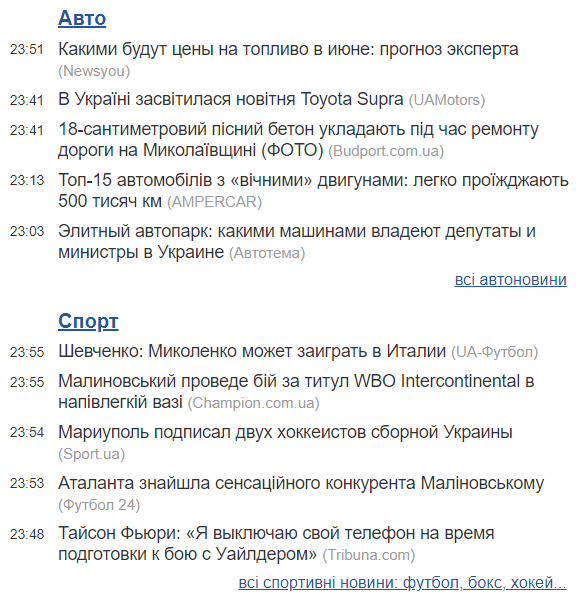 Авто
23:51 Какими будут цены на топливо в июне: прогноз эксперта
(Newsyou)
23:41 В Україні засвітилася новітня Toyota Supra (UAMotors)
23:41 18-сантиметровий пісний бетон укладають під час ремонту
дороги на Миколаївщині (ФОТО) (Budport.com.ua)
23:13 Топ-15 автомобілів з «вічними» двигунами: легко проїжджають
500 тисяч км (AMPERCAR)
23:03 Элитный автопарк: какими машинами владеют депутаты и
министры в Украине (Автотема)
всі автоновини
Спорт
23:55 Шевченко: Миколенко может заиграть в Италии (UA-Футбол)
23:55 Малиновський проведе бій за титул WBO Intercontinental в
напівлегкій вазі (Champion.com.ua)
23:54 Мариуполь подписал двух хоккеистов сборной Украины
(Sport.ua)
23:53 Аталанта знайшла сенсаційного конкурента Маліновському
(Футбол 24)
23:48 Тайсон Фьюри: «Я выключаю свой телефон на время
подготовки к бою с Уайлдером» (Tribuna.com)
всі спортивні новини: футбол, бокс, хокей...